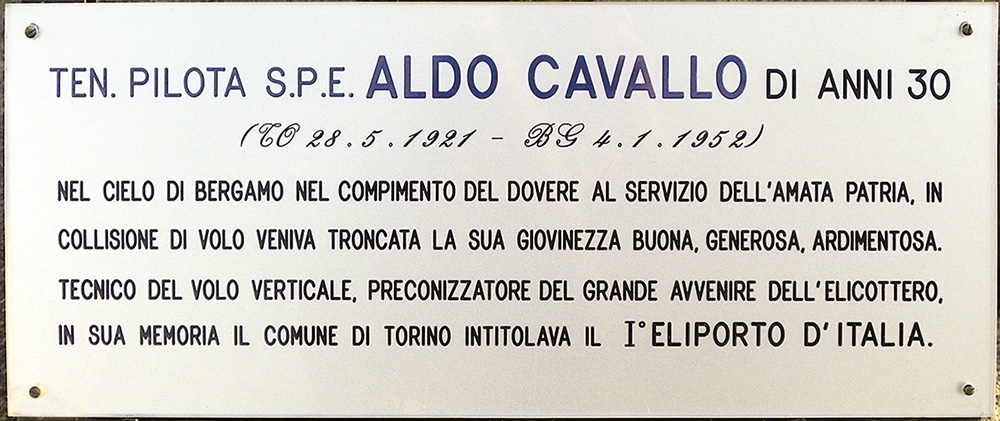 TEN. PILOTA S.P.E. ALDO CAVALLO DI ANNI 30
(TO 28.5.1921 - BG 4.1.1952)
NEL CIELO DI BERGAMO NEL COMPIMENTO DEL DOVERE AL SERVIZIO DELL'AMATA PATRIA, IN
COLLISIONE DI VOLO VENIVA TRONCATA LA SUA GIOVINEZZA BUONA, GENEROSA, ARDIMENTOSA.
TECNICO DEL VOLO VERTICALE, PRECONIZZATORE DEL GRANDE AVVENIRE DELL'ELICOTTERO,
IN SUA MEMORIA IL COMUNE DI TORINO INTITOLAVA IL I° ELIPORTO D'ITALIA.